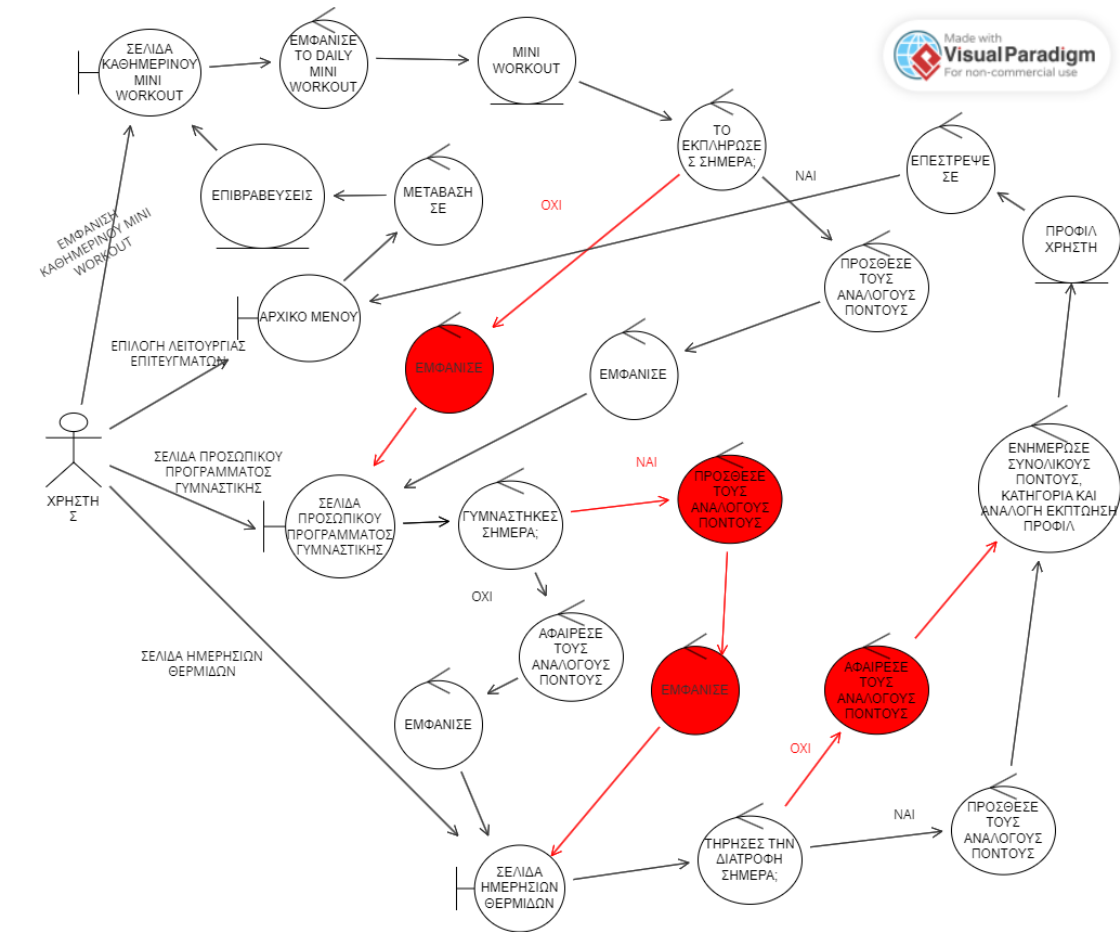 ΣΕΛΙΔΑ
ΚΑΘΗΜΕΡΙΝΟΥ
MINI
WORKOUT
ΕΜΦΑΝΙΣΕ
ΤΟ DAILY
MINI
WORKOUT
MINI
WORKOUT
Made with
Visual Paradigm
For non-commercial use
ΤΟ
ΕΚΠΛΗΡΩΣΕ
Σ ΣΗΜΕΡΑ;
ΝΑΙ
ΕΠΕΣΤΡΕΨΕ
ΣΕ
ΕΠΙΒΡΑΒΕΥΣΕΙΣ
ΜΕΤΑΒΑΣΗ
ΣΕ
ΟΧΙ
ΠΡΟΦΙΛ
ΧΡΗΣΤΗ
ΕΜΦΑΝΙΣΗ
ΚΑΘΗΜΕΡΙΝΟΥ MINI
WORKOUT
ΠΡΟΣΘΕΣΕ
ΤΟΥΣ
ΑΝΑΛΟΓΟΥΣ
ΠΟΝΤΟΥΣ
ΑΡΧΙΚΟ ΜΕΝΟΥ
ΕΠΙΛΟΓΗ ΛΕΙΤΟΥΡΓΙΑΣ
ΕΠΙΤΕΥΓΜΑΤΩΝ
ΕΜΦΑΝΙΣΕ
ΕΜΦΑΝΙΣΕ
ΧΡΗΣΤΗ
Σ
ΣΕΛΙΔΑ ΠΡΟΣΩΠΙΚΟΥ
ΠΡΟΓΡΑΜΜΑΤΟΣ
ΓΥΜΝΑΣΤΙΚΗΣ
ΣΕΛΙΔΑ
ΠΡΟΣΩΠΙΚΟΥ
ΠΡΟΓΡΑΜΜΑΤΟΣ
ΓΥΜΝΑΣΤΙΚΗΣ
ΓΥΜΝΑΣΤΗΚΕΣ
ΣΗΜΕΡΑ;
ΝΑΙ
ΠΡΟΣΘΕΣΕ
ΤΟΥΣ
ΑΝΑΛΟΓΟΥΣ
ΠΟΝΤΟΥΣ
ΕΝΗΜΕΡΩΣΕ
ΣΥΝΟΛΙΚΟΥΣ
ΠΟΝΤΟΥΣ,
ΚΑΤΗΓΟΡΙΑ ΚΑΙ
ΑΝΑΛΟΓΗ ΕΚΠΤΩΙΗΣΗ
ΠΡΟΦΙΛ
ΟΧΙ
ΑΦΑΙΡΕΣΕ
ΤΟΥΣ
ΑΝΑΛΟΓΟΥΣ
ΠΟΝΤΟΥΣ
ΣΕΛΙΔΑ ΗΜΕΡΗΣΙΩΝ
ΘΕΡΜΙΔΩΝ
ΕΜΦΑΝΙΣΕ
ΕΜΦΑΝΙΣΕ
ΑΦΑΙΡΕΣΕ
ΤΟΥΣ
ΑΝΑΛΟΓΟΥΣ
ΠΟΝΤΟΥΣ
ΟΧΙ
ΣΕΛΙΔΑ
ΗΜΕΡΗΣΙΩΝ
ΘΕΡΜΙΔΩΝ
ΤΗΡΗΣΕΣ ΤΗΝ
ΔΙΑΤΡΟΦΗ
ΣΗΜΕΡΑ;
ΝΑΙ
ΠΡΟΣΘΕΣΕ
ΤΟΥΣ
ΑΝΑΛΟΓΟΥΣ
ΠΟΝΤΟΥΣ